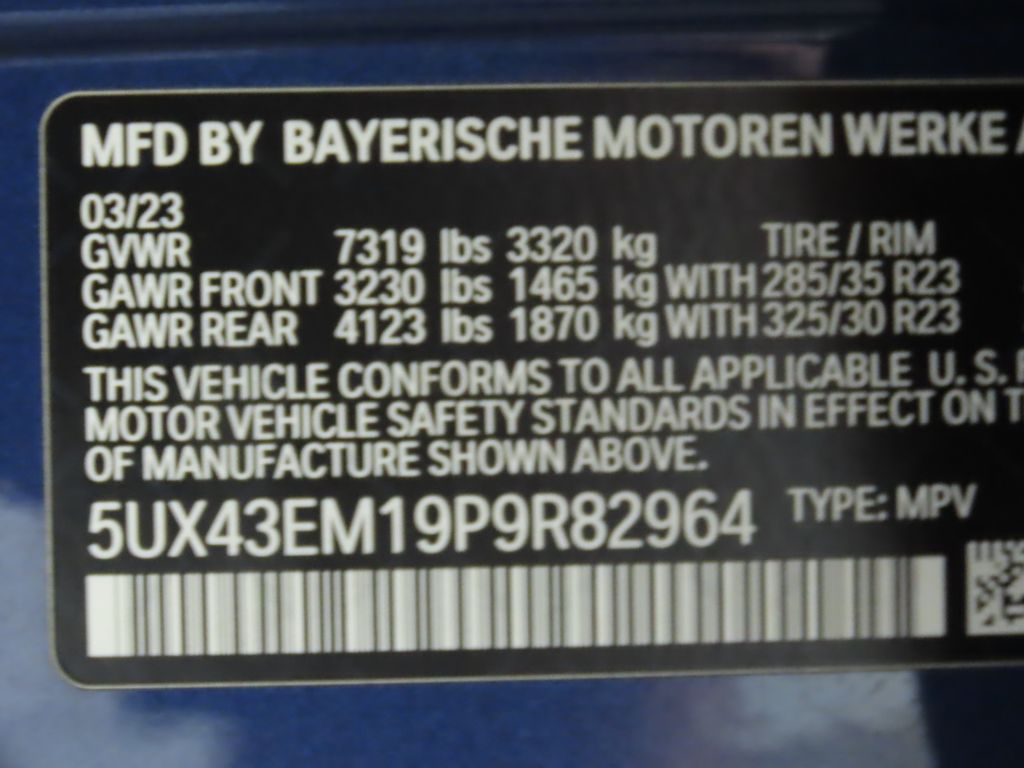 MFD BY BAYERISCHE MOTOREN WERKE
03/23
GVWR 7319 lbs 3320 kg TIRE / RIM
GAWR FRONT 3230 lbs 1465 kg WITH 285/35 R23
GAWR REAR 4123 lbs 1870 kg WITH 325/30 R23
THIS VEHICLE CONFORMS TO ALL APPLICABLE U. S.
MOTOR VEHICLE SAFETY STANDARDS IN EFFECT ON
OF MANUFACTURE SHOWN ABOVE.
5UX43EM19P9R82964 TYPE: MPV